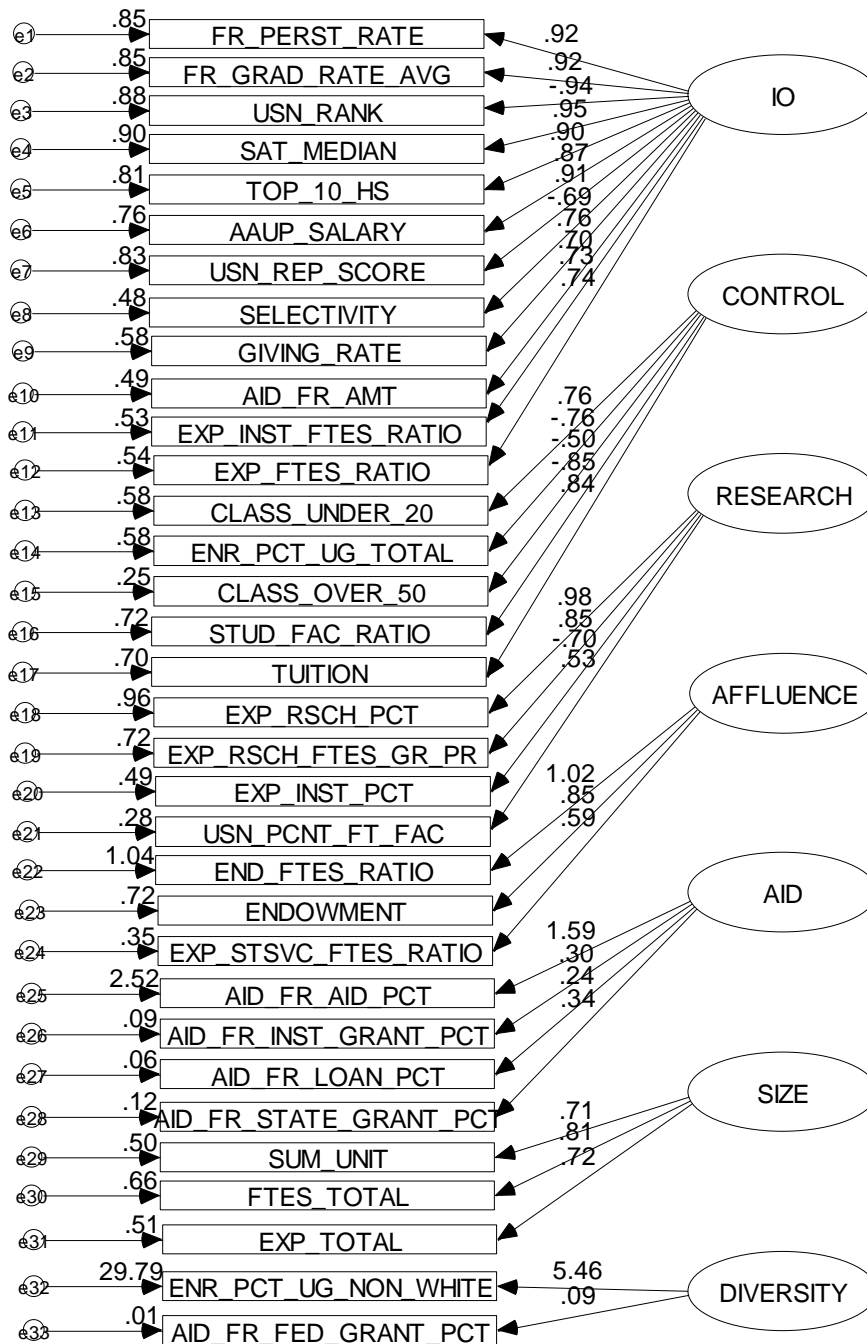 e1 .85 FR_PERST_RATE .92 IO
e2 .85 FR_GRAD_RATE_AVG .92
e3 .88 USN_RANK -.94
e4 .90 SAT_MEDIAN .95
e5 .81 TOP_10_HS .90
e6 .76 AAUP_SALARY .87
e7 .83 USN_REP_SCORE .91
e8 .48 SELECTIVITY -.69
e9 .58 GIVING_RATE .76
e10 .49 AID_FR_AMT .70
e11 .53 EXP_INST_FTES_RATIO .73
e12 .54 EXP_FTES_RATIO .74
e13 .58 CLASS_UNDER_20 .76 CONTROL
e14 .58 ENR_PCT_UG_TOTAL -.76
e15 .25 CLASS_OVER_50 -.50
e16 .72 STUD_FAC_RATIO -.85
e17 .70 TUITION .84
e18 .96 EXP_RSCH_PCT .98 RESEARCH
e19 .72 EXP_RSCH_FTES_GR_PR .85
e20 .49 EXP_INST_PCT -.70
e21 .28 USN_PCNT_FT_FAC .53
e22 1.04 END_FTES_RATIO 1.02 AFFLUENCE
e23 .72 ENDOWMENT .85
e24 .35 EXP_STSVC_FTES_RATIO .59
e25 2.52 AID_FR_AID_PCT 1.59 AID
e26 .09 AID_FR_INST_GRANT_PCT .30
e27 .06 AID_FR_LOAN_PCT .24
e28 .12 AID_FR_STATE_GRANT_PCT .34
e29 .50 SUM_UNIT .71 SIZE
e30 .66 FTES_TOTAL .81
e31 .51 EXP_TOTAL .72
e32 29.79 ENR_PCT_UG_NON_WHITE 5.46 DIVERSITY
e33 .01 AID_FR_FED_GRANT_PCT .09